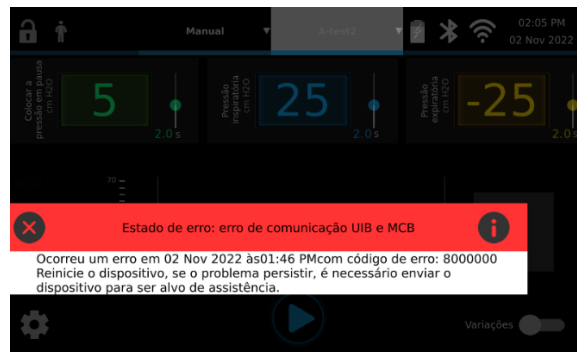 Manual
A-test2
02:05 PM
02 Nov 2022
Colocar a
pressão em pausa
cm H2O
5
2.0 s
Pressão
inspiratória
cm H2O
25
2.0 s
Pressão
expiratória
cm H2O
-25
2.0 s
70
Estado de erro: erro de comunicação UIB e MCB
Ocorreu um erro em 02 Nov 2022 às01:46 PMcom código de erro: 8000000
Reinicie o dispositivo, se o problema persistir, é necessário enviar o
dispositivo para ser alvo de assistência.
Variações